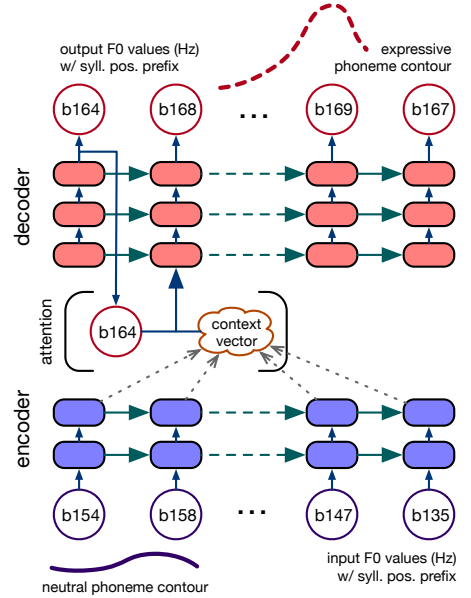 output F0 values (Hz)
w/ syll. pos. prefix
expressive
phoneme contour
b164
b168
...
b169
b167
decoder
attention
b164
context
vector
encoder
b154
b158
...
b147
b135
neutral phoneme contour
input F0 values (Hz)
w/ syll. pos. prefix